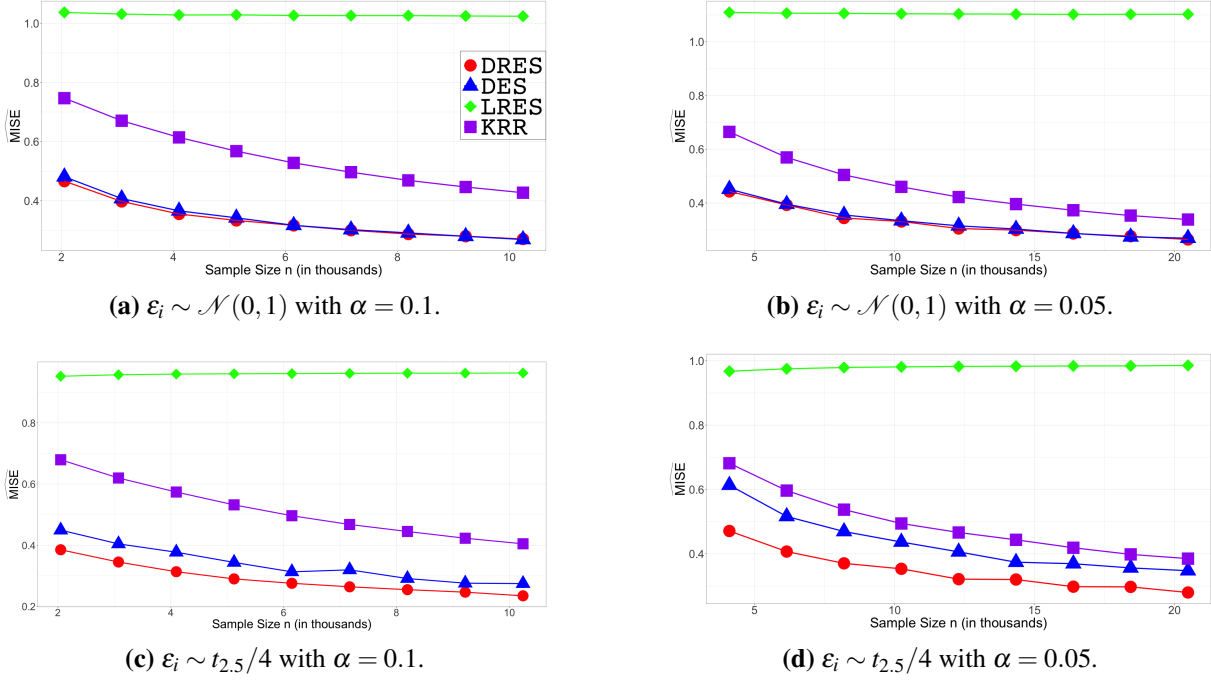 1.0
0.8
0.6
0.4
MISE
2
4
6
8
10
Sample Size n (in thousands)
DRES
DES
LRES
KRR
(a) εᵢ ∼ 𝒩(0,1) with α = 0.1.
1.0
0.8
0.6
0.4
MISE
5
10
15
20
Sample Size n (in thousands)
(b) εᵢ ∼ 𝒩(0,1) with α = 0.05.
0.8
0.6
0.4
0.2
MISE
2
4
6
8
10
Sample Size n (in thousands)
(c) εᵢ ∼ t₂.₅/4 with α = 0.1.
1.0
0.8
0.6
0.4
MISE
5
10
15
20
Sample Size n (in thousands)
(d) εᵢ ∼ t₂.₅/4 with α = 0.05.